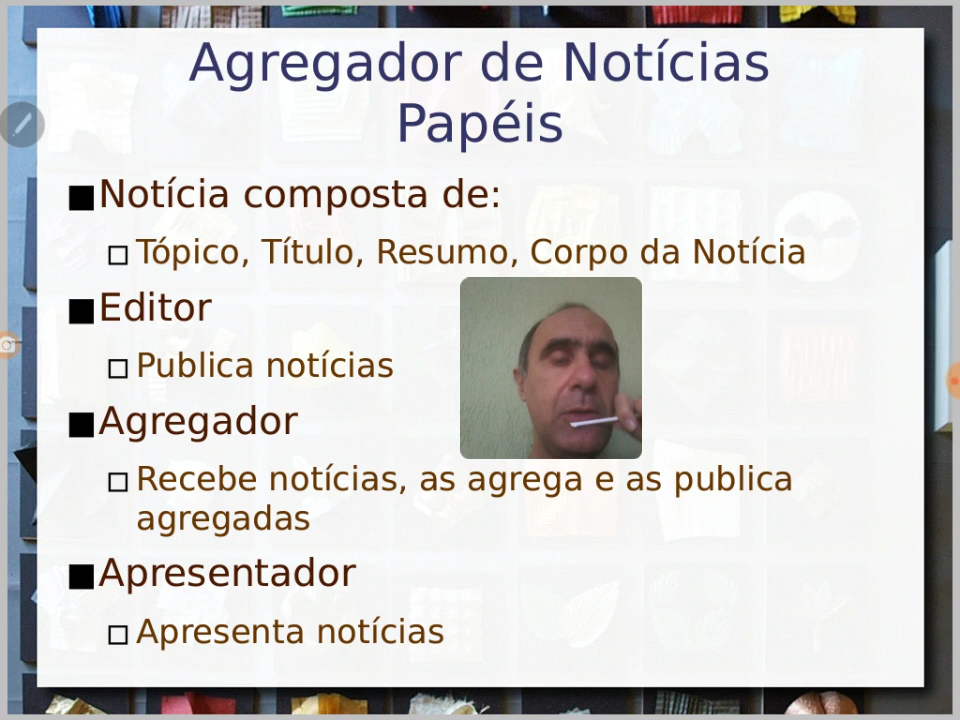 Agregador de Notícias
Papéis
Notícia composta de:
Tópico, Título, Resumo, Corpo da Notícia
Editor
Publica notícias
Agregador
Recebe notícias, as agrega e as publica
agregadas
Apresentador
Apresenta notícias